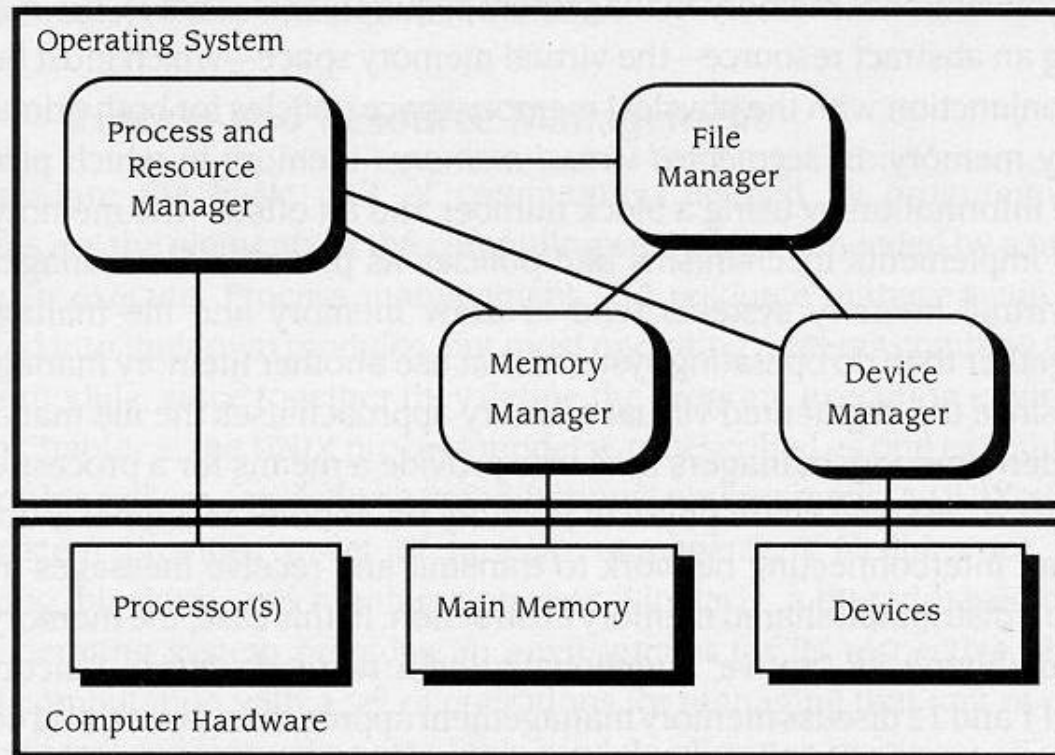 Operating System
Process and
Resource
Manager
File
Manager
Memory
Manager
Device
Manager
Processor(s)
Main Memory
Devices
Computer Hardware